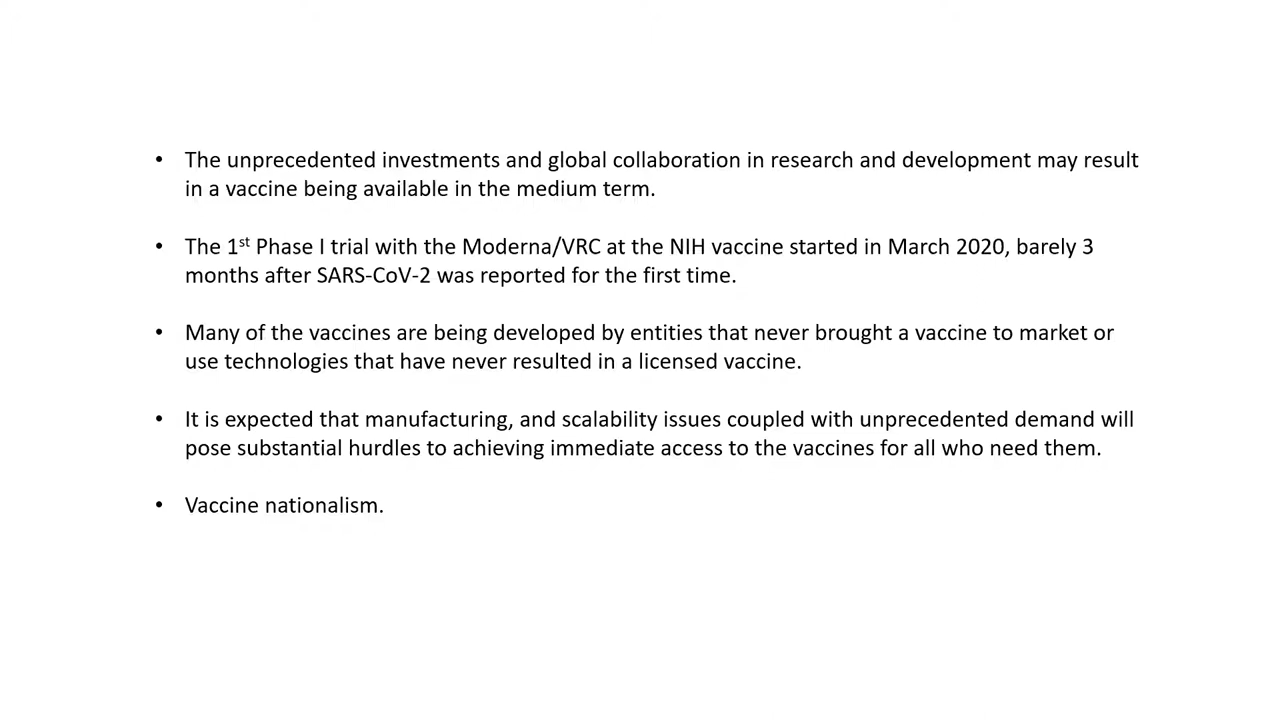 • The unprecedented investments and global collaboration in research and development may result
in a vaccine being available in the medium term.
• The 1st Phase I trial with the Moderna/VRC at the NIH vaccine started in March 2020, barely 3
months after SARS-CoV-2 was reported for the first time.
• Many of the vaccines are being developed by entities that never brought a vaccine to market or
use technologies that have never resulted in a licensed vaccine.
• It is expected that manufacturing, and scalability issues coupled with unprecedented demand will
pose substantial hurdles to achieving immediate access to the vaccines for all who need them.
• Vaccine nationalism.